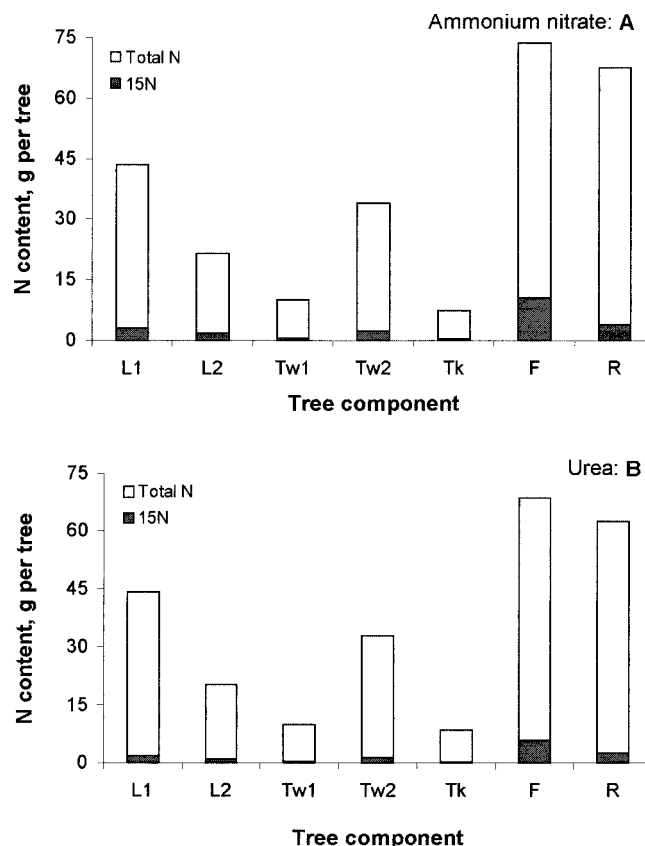 Ammonium nitrate: A
75
60
45
30
15
0
N content, g per tree
Total N
15N
L1 L2 Tw1 Tw2 Tk F R
Tree component
Urea: B
75
60
45
30
15
0
N content, g per tree
Total N
15N
L1 L2 Tw1 Tw2 Tk F R
Tree component